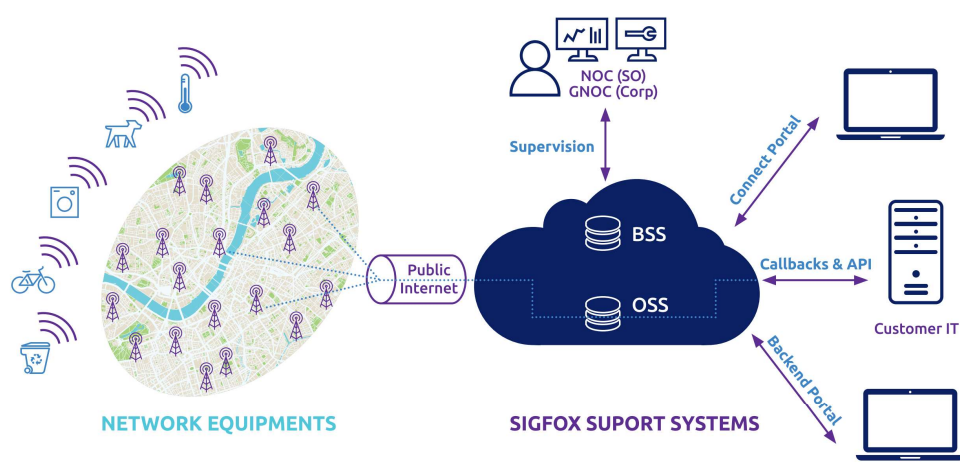 NOC (SO)
GNOC (Corp)
Supervision
Connect Portal
BSS
Public
Internet
Callbacks & API
OSS
Customer IT
Backend Portal
NETWORK EQUIPMENTS
SIGFOX SUPORT SYSTEMS